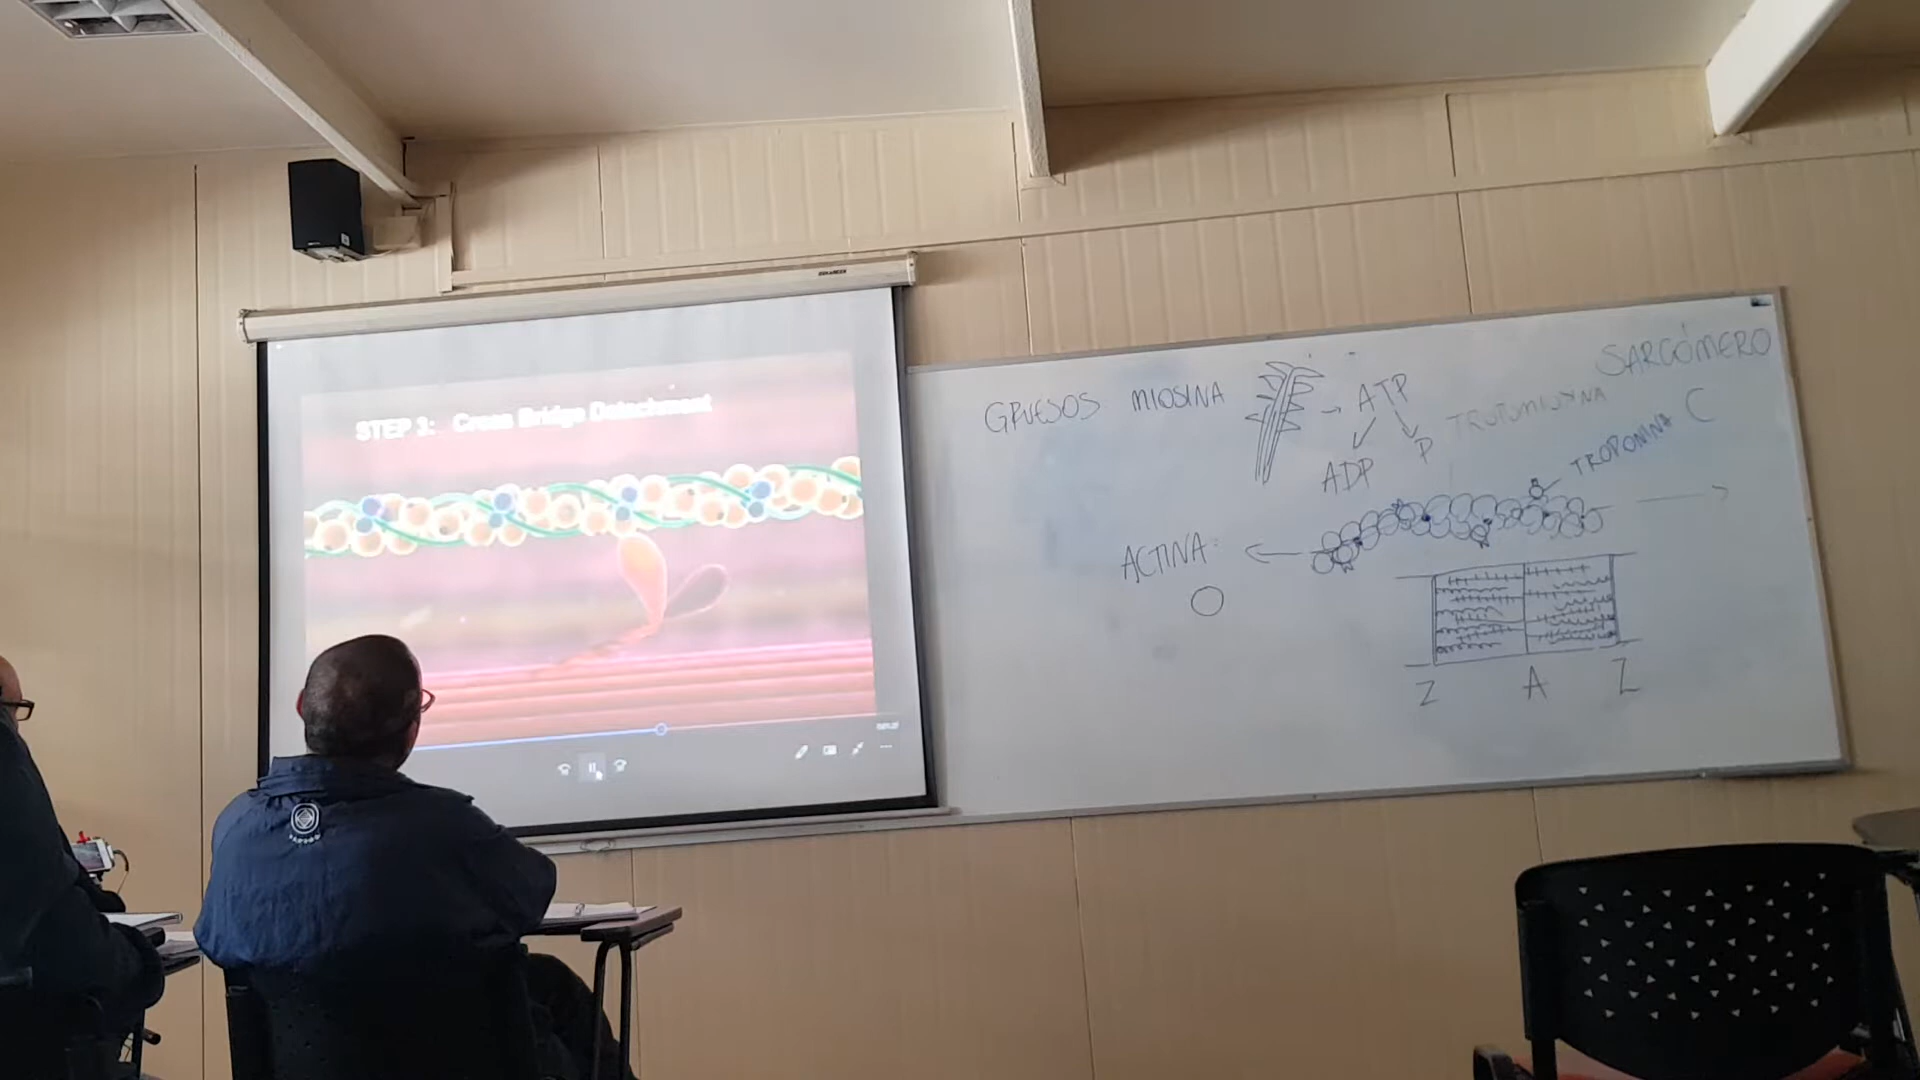 STEP 3: Cross Bridge Detachment
SARCÓMERO
GRUESOS MIOSINA
ATP
ADP
P
TROPOMIOSINA
TROPONINA C
ACTINA
Z A Z